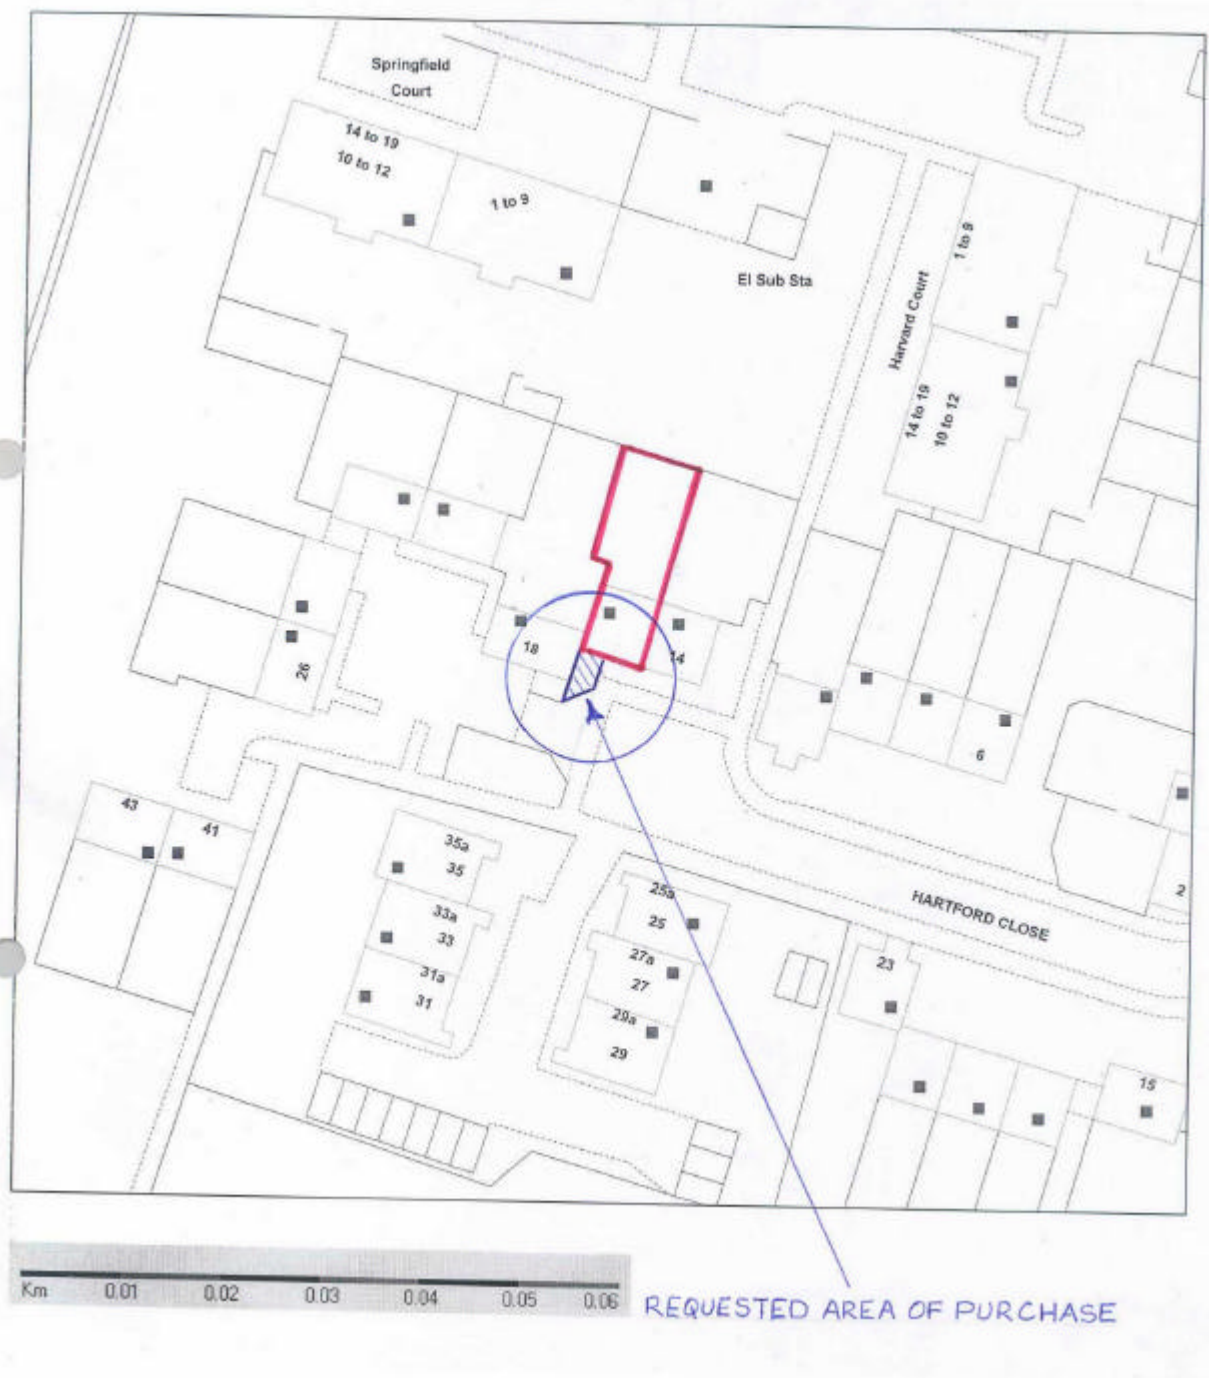 Springfield
Court
14 to 19
10 to 12
1 to 9
El Sub Sta
1 to 9
Harvard Court
14 to 19
10 to 12
18
14
26
6
43
41
35a
35
33a
33
31a
31
25a
25
27a
27
29a
29
HARTFORD CLOSE
2
23
15
Km 0.01 0.02 0.03 0.04 0.05 0.06
REQUESTED AREA OF PURCHASE